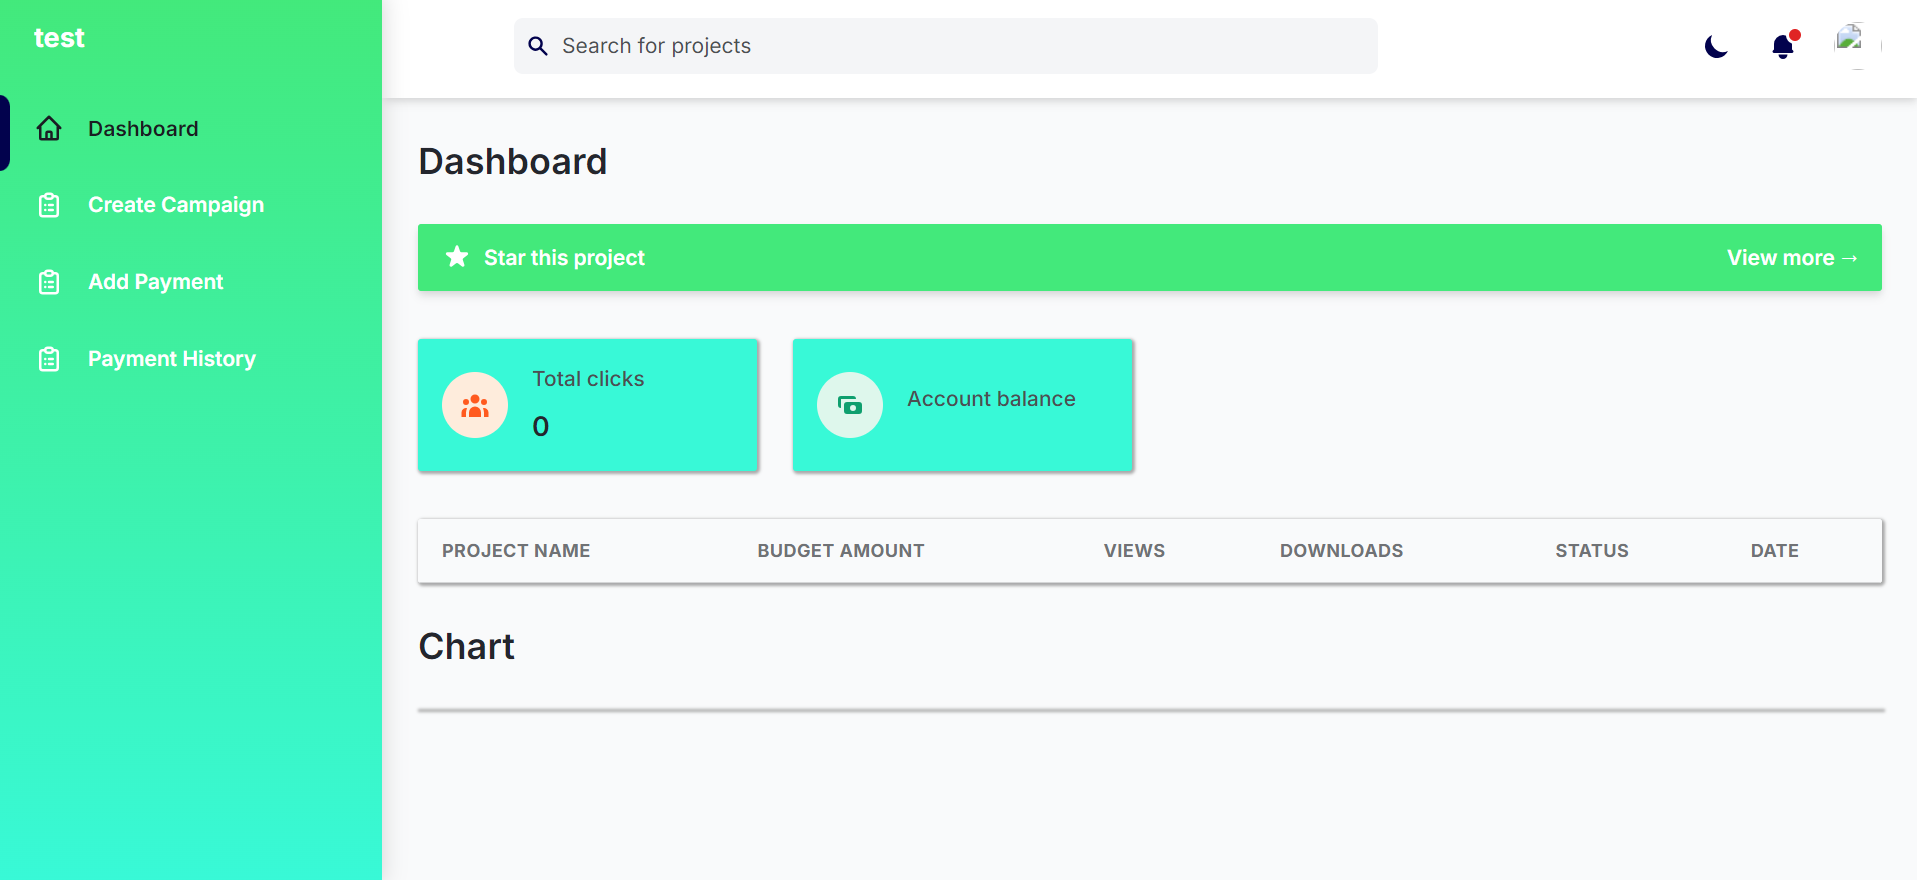 test
Search for projects
Dashboard
Create Campaign
Add Payment
Payment History
Dashboard
Star this project
View more →
Total clicks
0
Account balance
PROJECT NAME BUDGET AMOUNT VIEWS DOWNLOADS STATUS DATE
Chart